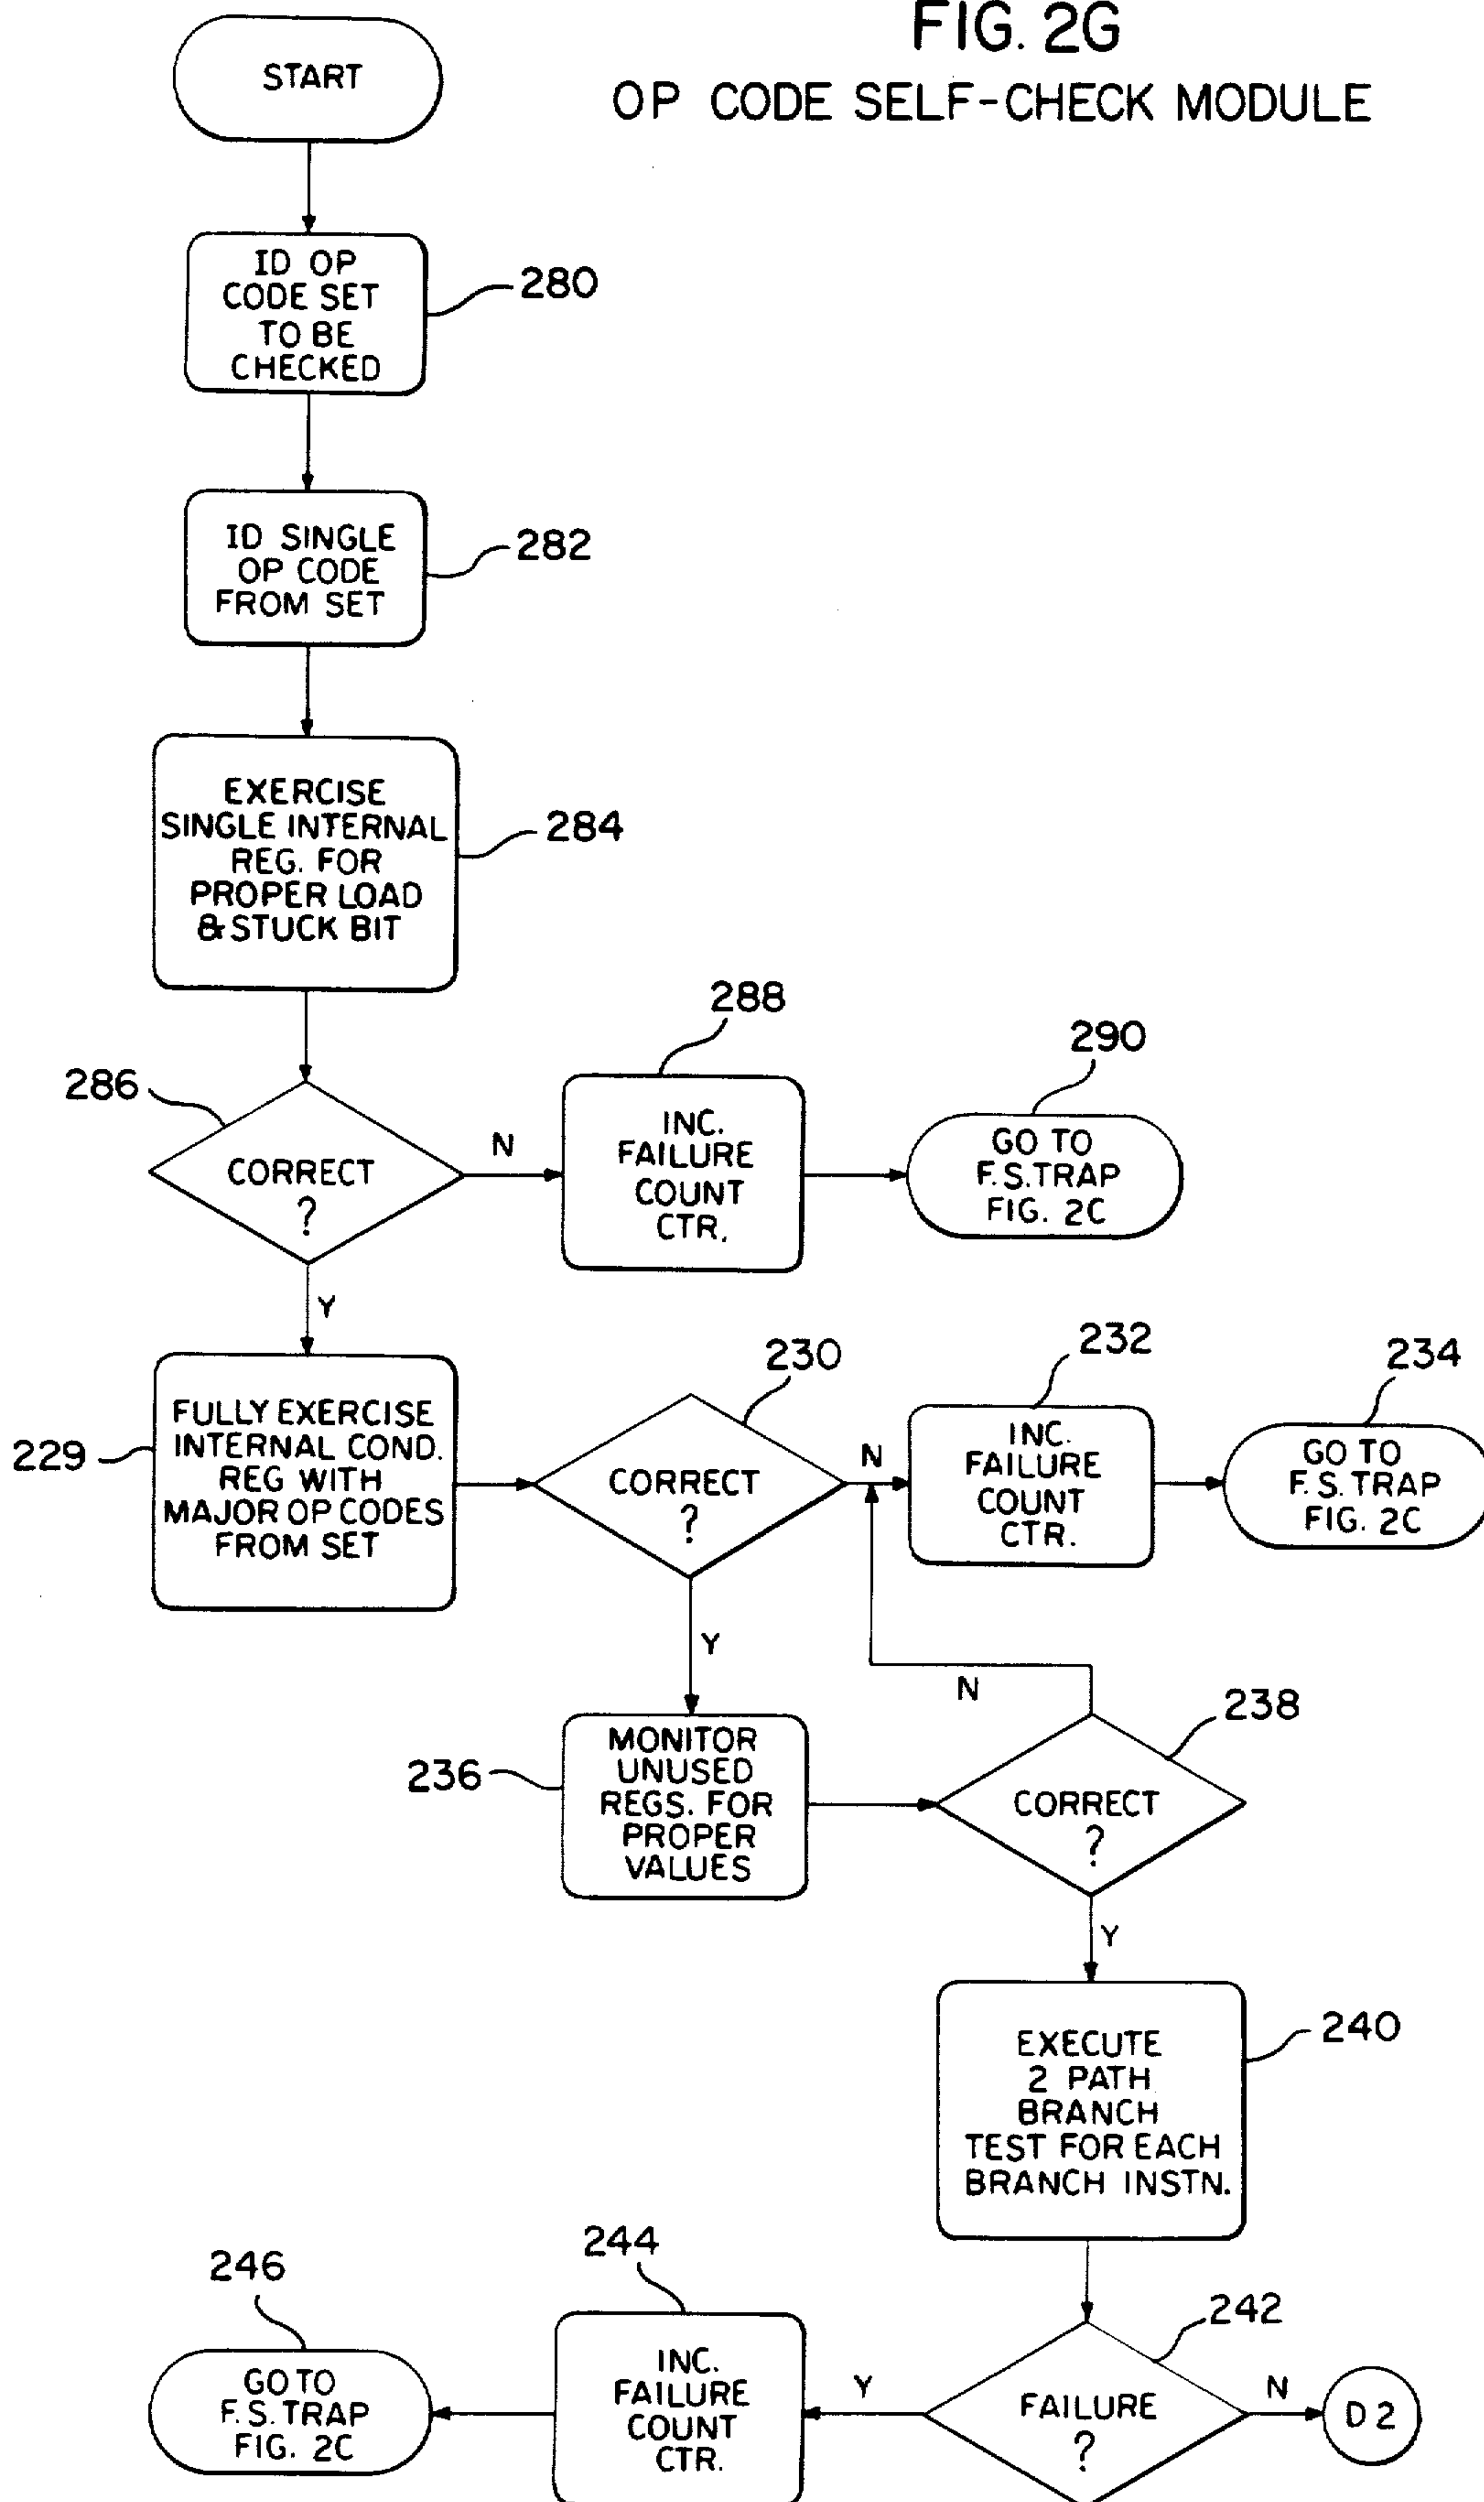 FIG. 2G
OP CODE SELF-CHECK MODULE
START
ID OP
CODE SET
TO BE
CHECKED
280
ID SINGLE
OP CODE
FROM SET
282
EXERCISE
SINGLE INTERNAL
REG. FOR
PROPER LOAD
& STUCK BIT
284
286
CORRECT
?
N
Y
288
INC.
FAILURE
COUNT
CTR.
290
GO TO
F.S. TRAP
FIG. 2C
229
FULLY EXERCISE
INTERNAL COND.
REG WITH
MAJOR OP CODES
FROM SET
230
CORRECT
?
N
Y
232
INC.
FAILURE
COUNT
CTR.
234
GO TO
F.S. TRAP
FIG. 2C
236
MONITOR
UNUSED
REGS. FOR
PROPER
VALUES
238
CORRECT
?
N
Y
240
EXECUTE
2 PATH
BRANCH
TEST FOR EACH
BRANCH INSTN.
242
FAILURE
?
Y
N
D2
244
INC.
FAILURE
COUNT
CTR.
246
GO TO
F.S. TRAP
FIG. 2C